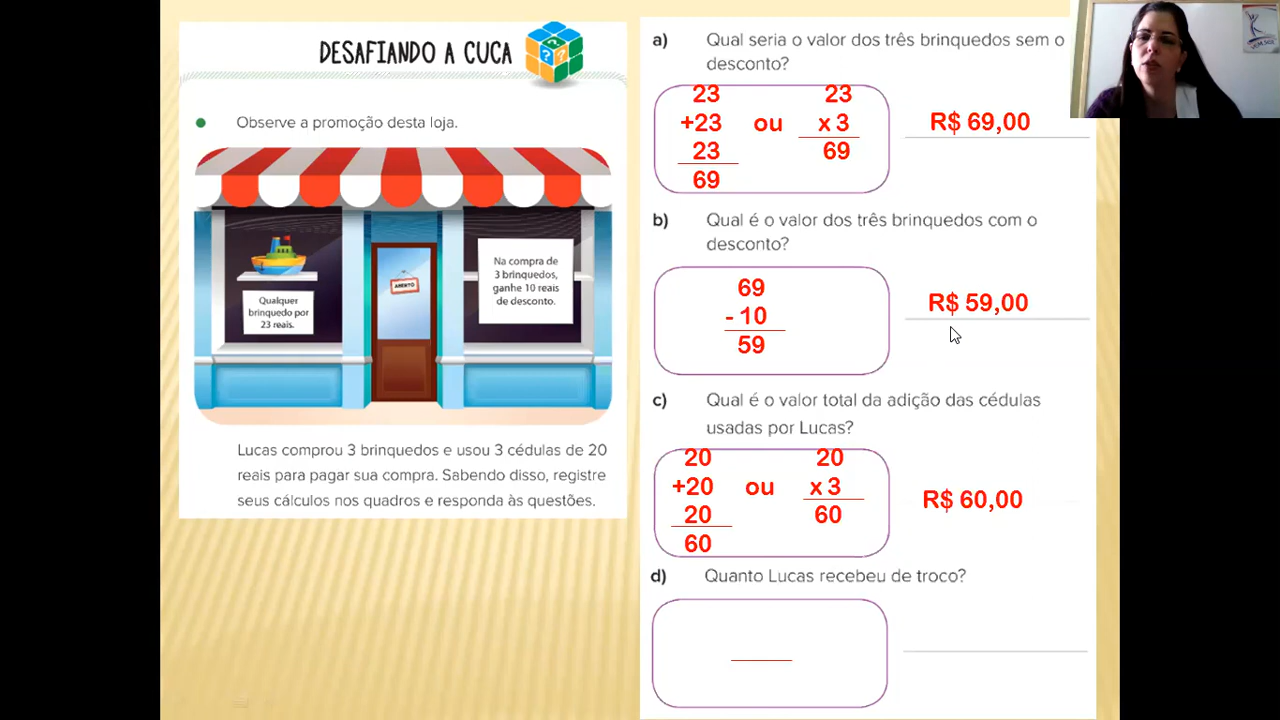 DESAFIANDO A CUCA
Observe a promoção desta loja.
Qualquer
brinquedo por
23 reais.
ABERTO
Na compra de
3 brinquedos,
ganhe 10 reais
de desconto.
Lucas comprou 3 brinquedos e usou 3 cédulas de 20
reais para pagar sua compra. Sabendo disso, registre
seus cálculos nos quadros e responda às questões.
a) Qual seria o valor dos três brinquedos sem o
desconto?
23 23
+23 ou x 3
23 69
69
R$ 69,00
b) Qual é o valor dos três brinquedos com o
desconto?
69
- 10
59
R$ 59,00
c) Qual é o valor total da adição das cédulas
usadas por Lucas?
20 20
+20 ou x 3
20 60
60
R$ 60,00
d) Quanto Lucas recebeu de troco?